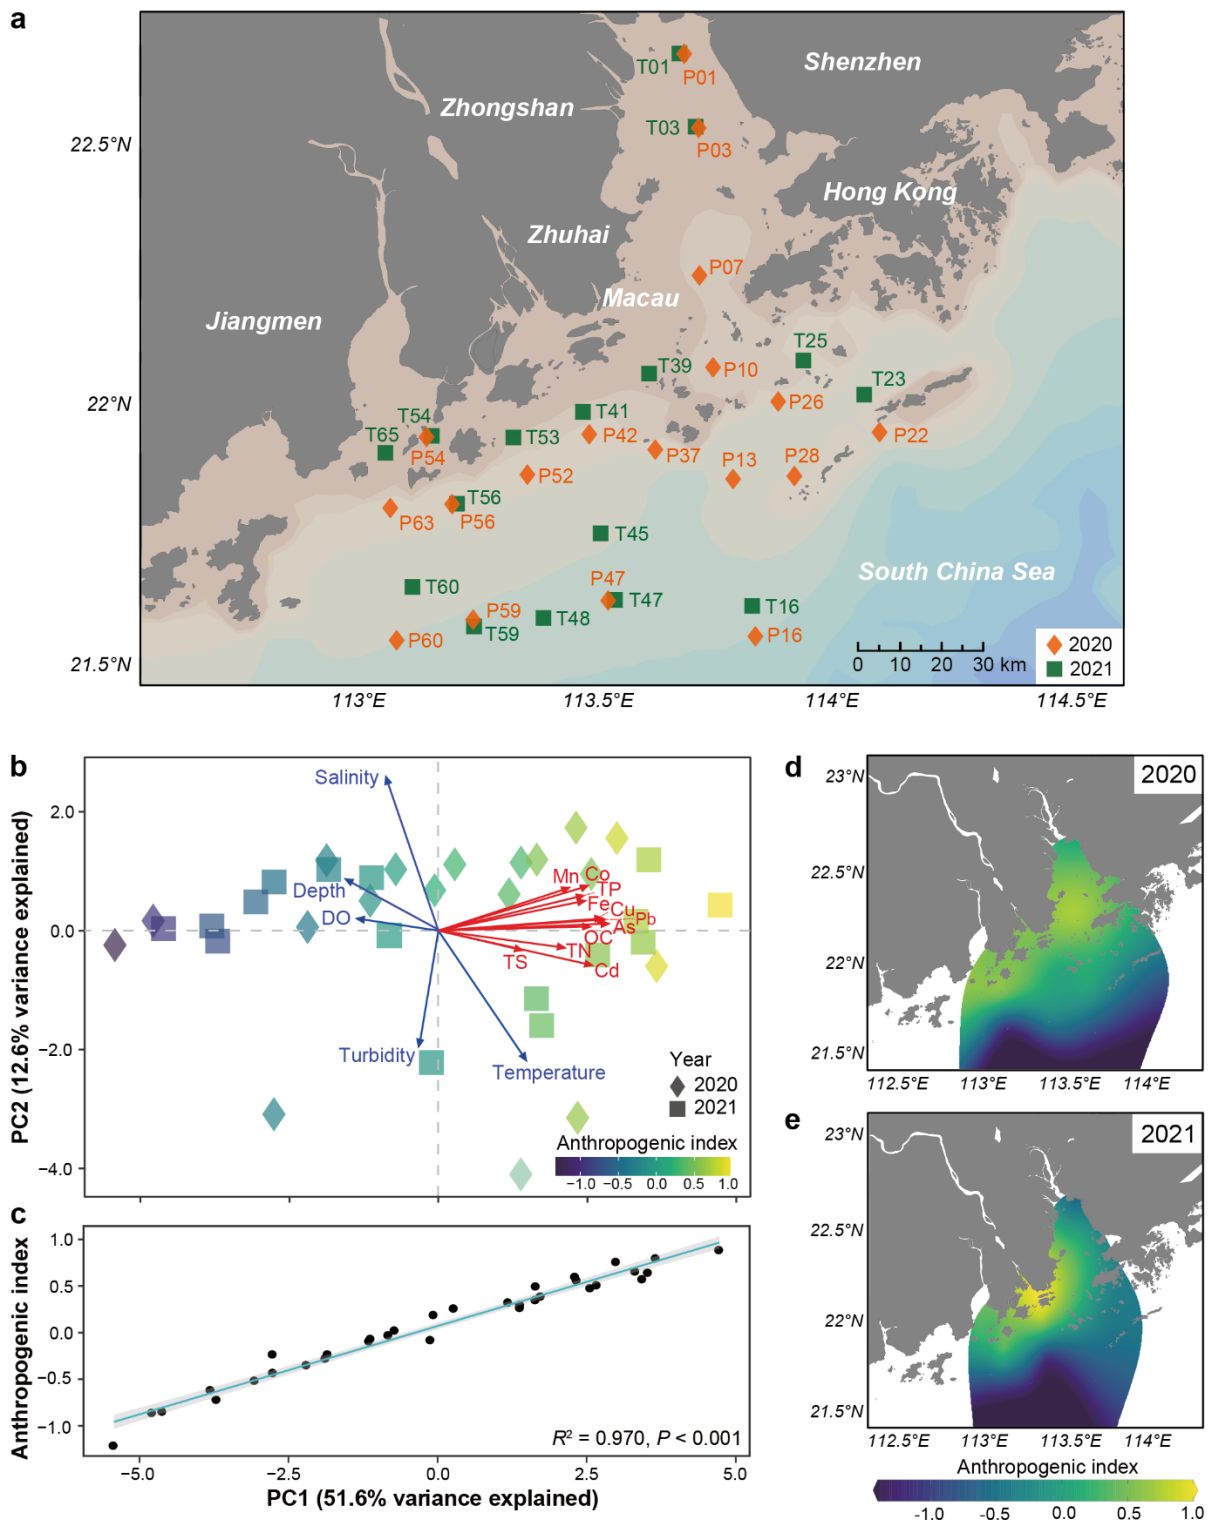 a
Shenzhen
Zhongshan
Hong Kong
Zhuhai
Macau
Jiangmen
South China Sea
T01
P01
T03
P03
P07
T25
T39
P10
T23
P26
T41
T54
T65
T53
P42
P22
P54
P37
P13
P28
P52
T56
P63
P56
T45
P47
T60
T47
T16
P59
T48
P60
T59
P16
22.5°N
22°N
21.5°N
113°E
113.5°E
114°E
114.5°E
0 5 10 20 30 km
2020
2021
b
PC2 (12.6% variance explained)
2.0
0.0
−2.0
−4.0
Salinity
Depth
DO
Turbidity
Temperature
Mn
Co
TP
Fe
Cu
Pb
As
OC
TN
TS
Cd
Year
2020
2021
Anthropogenic index
−1.0 −0.5 0.0 0.5 1.0
c
Anthropogenic index
1.0
0.5
0.0
−0.5
−1.0
R² = 0.970, P < 0.001
−5.0 −2.5 0.0 2.5 5.0
PC1 (51.6% variance explained)
d
2020
23°N
22.5°N
22°N
21.5°N
112.5°E 113°E 113.5°E 114°E
e
2021
23°N
22.5°N
22°N
21.5°N
112.5°E 113°E 113.5°E 114°E
Anthropogenic index
-1.0 -0.5 0.0 0.5 1.0